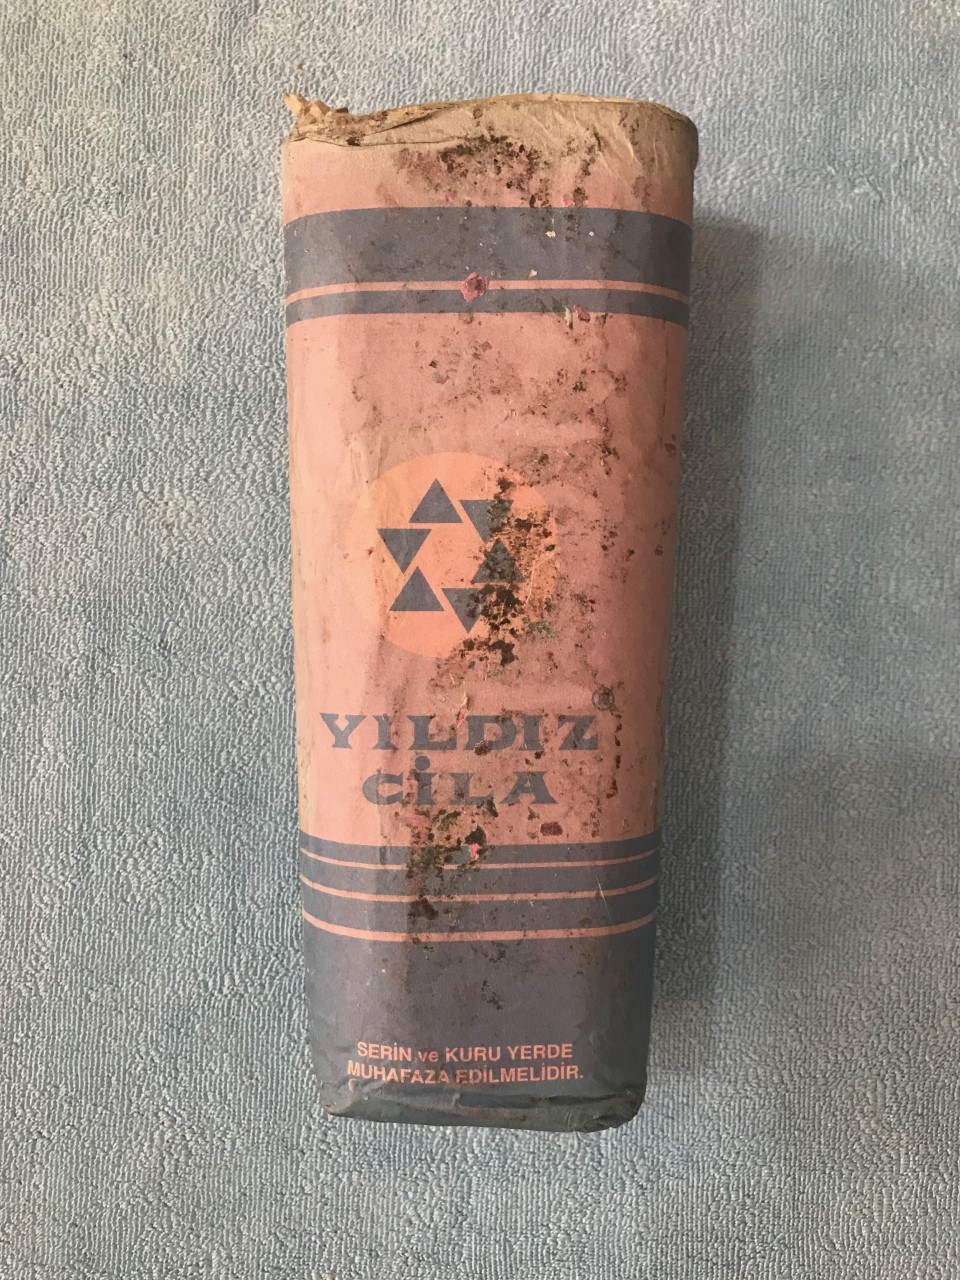 YILDIZ ®
CİLA
SERİN ve KURU YERDE
MUHAFAZA EDİLMELİDİR.